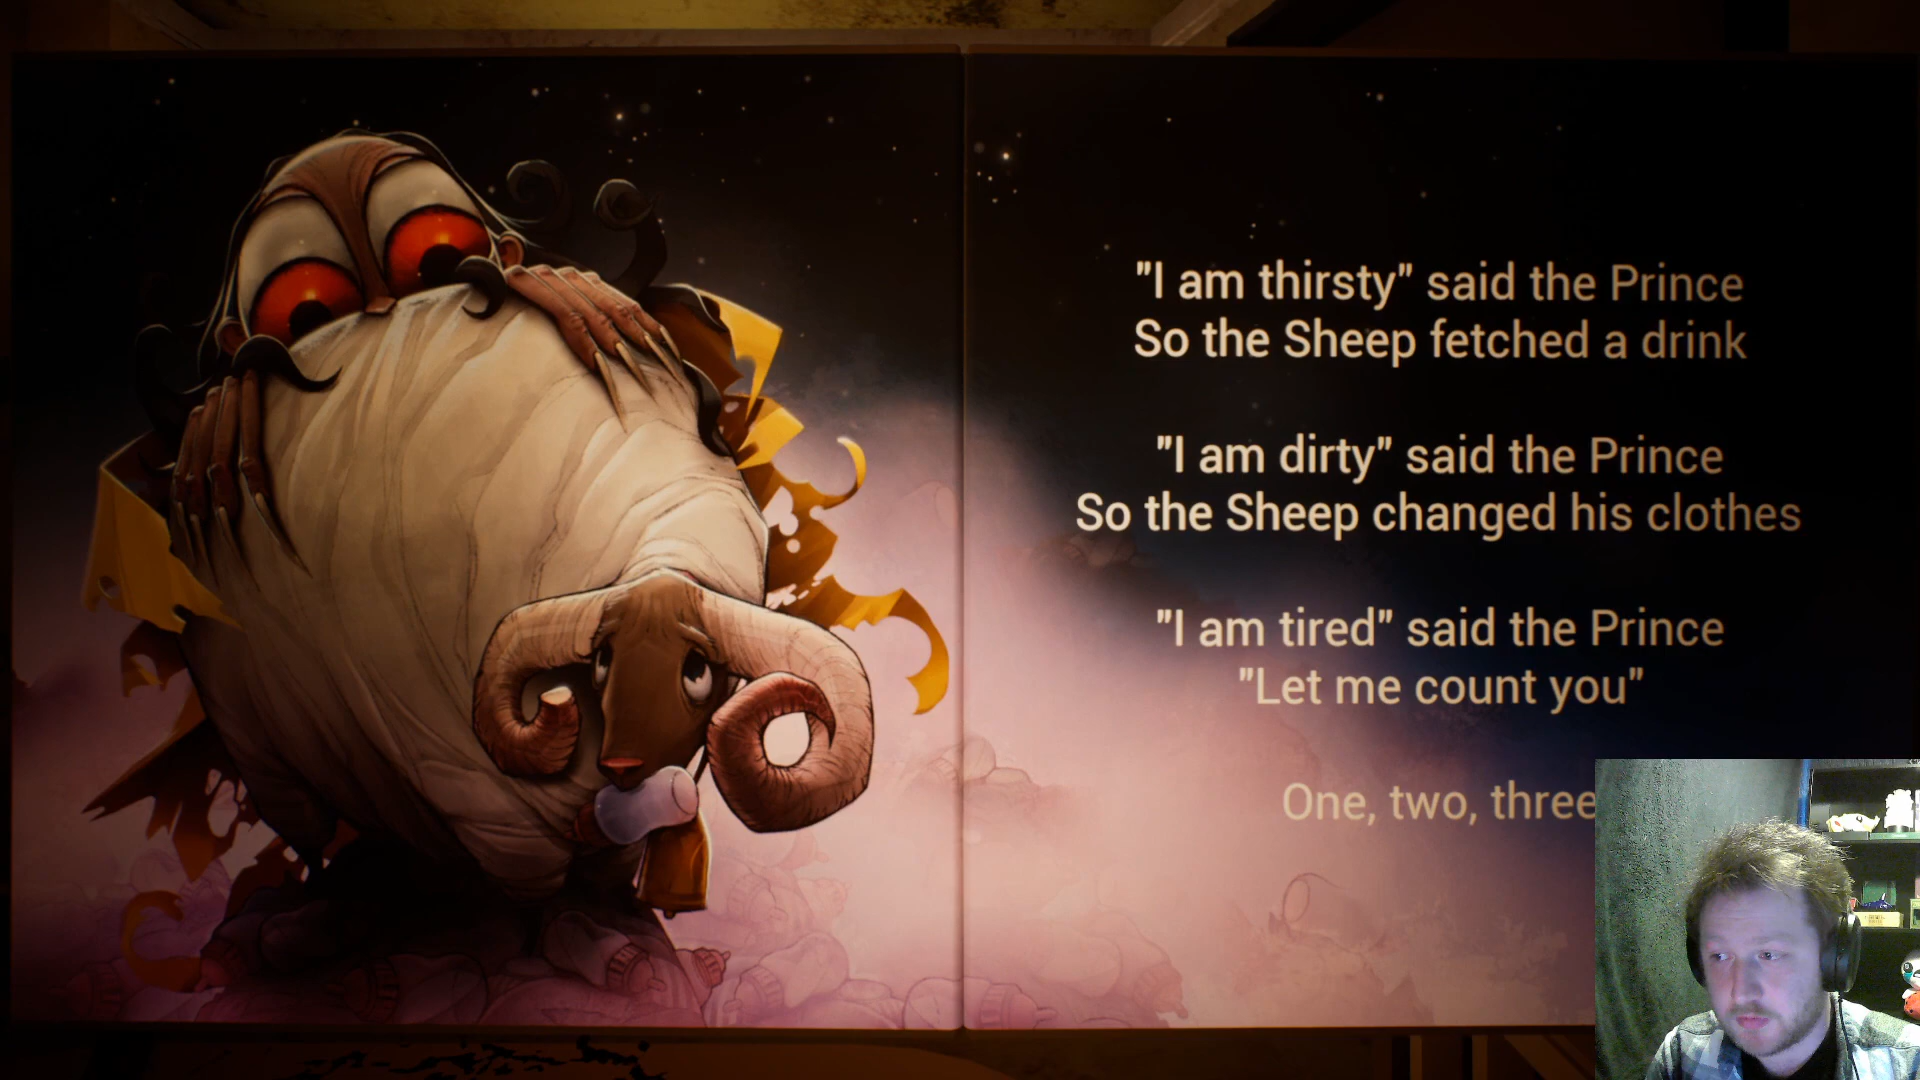 "I am thirsty" said the Prince
So the Sheep fetched a drink
"I am dirty" said the Prince
So the Sheep changed his clothes
"I am tired" said the Prince
"Let me count you"
One, two, three